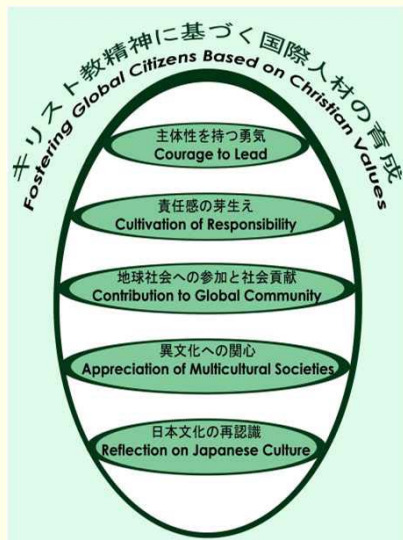 キリスト教精神に基づく国際人材の育成
Fostering Global Citizens Based on Christian Values
主体性を持つ勇気
Courage to Lead
責任感の芽生え
Cultivation of Responsibility
地球社会への参加と社会貢献
Contribution to Global Community
異文化への関心
Appreciation of Multicultural Societies
日本文化の再認識
Reflection on Japanese Culture